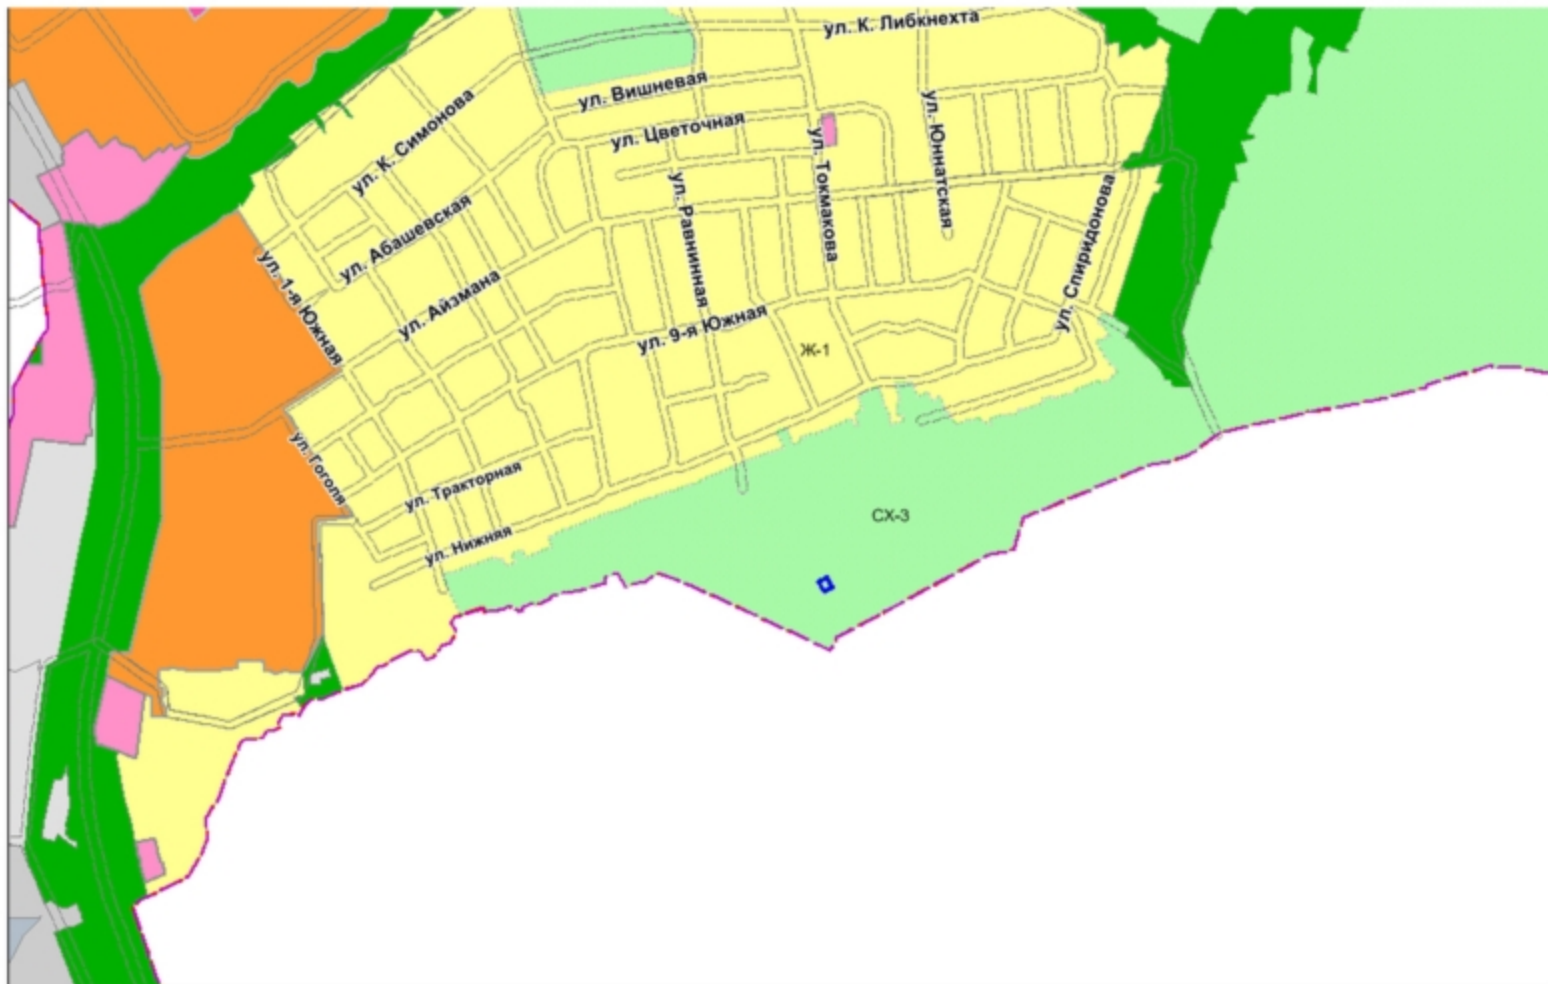 ул. К. Либкнехта
ул. Вишневая
ул. К. Симонова
ул. Цветочная
ул. Юннатская
ул. Токмакова
ул. Абашевская
ул. Равнинная
ул. Спиридонова
ул. 1-я Южная
ул. Айзмана
ул. 9-я Южная
Ж-1
ул. Гоголя
ул. Тракторная
СХ-3
ул. Нижняя